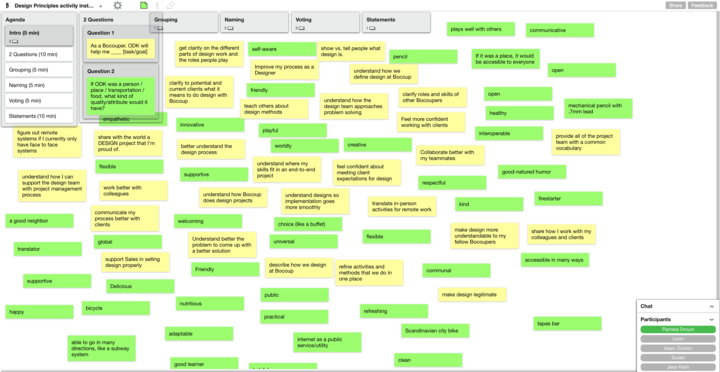 Design Principles activity inst...
Share
Feedback
Agenda
Intro (5 min)
2 Questions (10 min)
Grouping (5 min)
Naming (5 min)
Voting (5 min)
Statements (10 min)
2 Questions
Question 1
As a Bocouper, ODK will
help me ____ [task/goal]
Question 2
If ODK was a person /
place / transportation /
food, what kind of
quality/attribute would it
have?
Grouping
Naming
Voting
Statements
empathetic
get clarity on the different
parts of design work and
the roles people play
self-aware
show vs. tell people what
design is.
pencil
plays well with others
communicative
Improve my process as a
Designer
understand how we
define design at Bocoup
If it was a place, it would
be accesible to everyone
open
clarify to potential and
current clients what it
means to do design with
Bocoup
friendly
clarify roles and skills of
other Bocoupers
open
teach others about
design methods
understand how the
design team approaches
problem solving
mechanical pencil with
.7mm lead
healthy
innovative
playful
Feel more confident
working with clients
interoperable
figure out remote
systems if I currently only
have face to face
systems
share with the world a
DESIGN project that I'm
proud of.
better understand the
design process
worldly
creative
Collaborate better with
my teammates
provide all of the project
team with a common
vocabulary
flexible
supportive
understand where my
skills fit in an end-to-end
project
feel confident about
meeting client
expectations for design
good-natured humor
understand how I can
support the design team
with project management
process
work better with
colleagues
respectful
understand how Bocoup
does design projects
understand designs so
implementation goes
more smoothly
translate in-person
activities for remote work
kind
firestarter
a good neighbor
communicate my
process better with
clients
welcoming
choice (like a buffet)
make design more
understandable to my
fellow Bocoupers
share how I work with my
colleagues and clients
translator
global
Understand better the
problem to come up with
a better solution
universal
flexible
support Sales in selling
design properly
accessible in many ways
supportive
Friendly
describe how we design
at Bocoup
refine activities and
methods that we do in
one place
communal
Delicious
public
make design legitimate
happy
bicycle
nutritious
practical
refreshing
tapas bar
able to go in many
directions, like a subway
system
adaptable
internet as a public
service/utility
Scandinavian city bike
good learner
clean
Chat
Participants